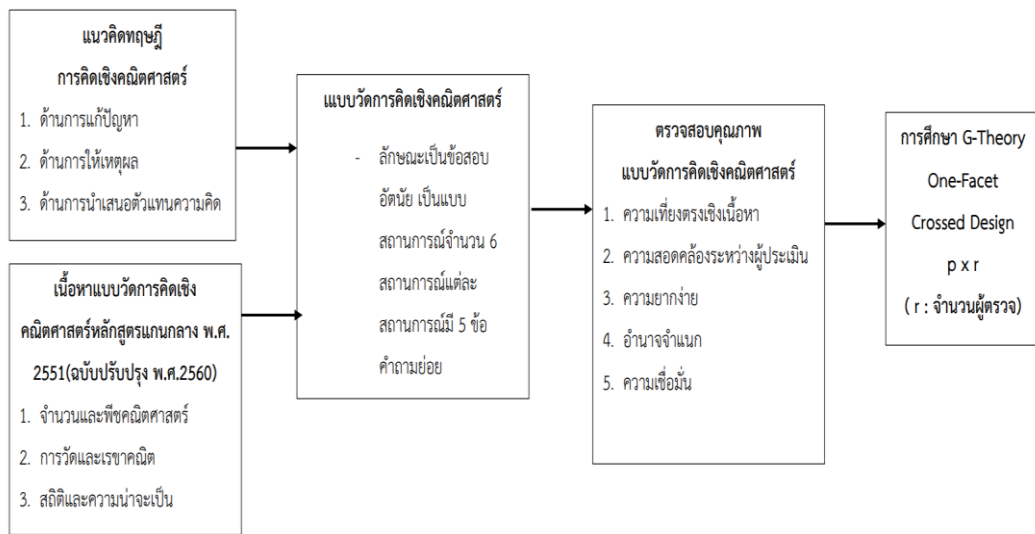 แนวคิดทฤษฎี
การคิดเชิงคณิตศาสตร์
1. ด้านการแก้ปัญหา
2. ด้านการให้เหตุผล
3. ด้านการนำเสนอตัวแทนความคิด
เนื้อหาแบบวัดการคิดเชิง
คณิตศาสตร์หลักสูตรแกนกลาง พ.ศ.
2551(ฉบับปรับปรุง พ.ศ.2560)
1. จำนวนและพีชคณิตศาสตร์
2. การวัดและเรขาคณิต
3. สถิติและความน่าจะเป็น
แบบวัดการคิดเชิงคณิตศาสตร์
- ลักษณะเป็นข้อสอบ
อัตนัย เป็นแบบ
สถานการณ์จำนวน 6
สถานการณ์แต่ละ
สถานการณ์มี 5 ข้อ
คำถามย่อย
ตรวจสอบคุณภาพ
แบบวัดการคิดเชิงคณิตศาสตร์
1. ความเที่ยงตรงเชิงเนื้อหา
2. ความสอดคล้องระหว่างผู้ประเมิน
3. ความยากง่าย
4. อำนาจจำแนก
5. ความเชื่อมั่น
การศึกษา G-Theory
One-Facet
Crossed Design
p x r
( r : จำนวนผู้ตรวจ)